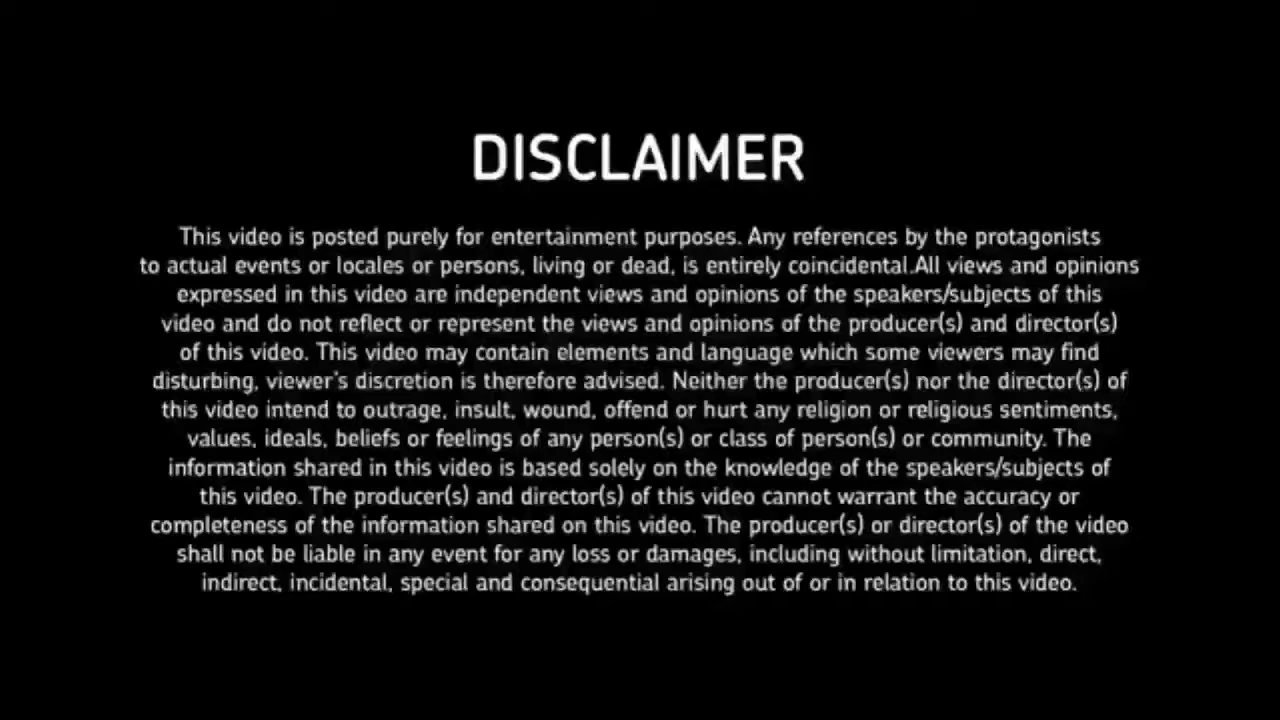 DISCLAIMER
This video is posted purely for entertainment purposes. Any references by the protagonists
to actual events or locales or persons, living or dead, is entirely coincidental.All views and opinions
expressed in this video are independent views and opinions of the speakers/subjects of this
video and do not reflect or represent the views and opinions of the producer(s) and director(s)
of this video. This video may contain elements and language which some viewers may find
disturbing, viewer's discretion is therefore advised. Neither the producer(s) nor the director(s) of
this video intend to outrage, insult, wound, offend or hurt any religion or religious sentiments,
values, ideals, beliefs or feelings of any person(s) or class of person(s) or community. The
information shared in this video is based solely on the knowledge of the speakers/subjects of
this video. The producer(s) and director(s) of this video cannot warrant the accuracy or
completeness of the information shared on this video. The producer(s) or director(s) of the video
shall not be liable in any event for any loss or damages, including without limitation, direct,
indirect, incidental, special and consequential arising out of or in relation to this video.